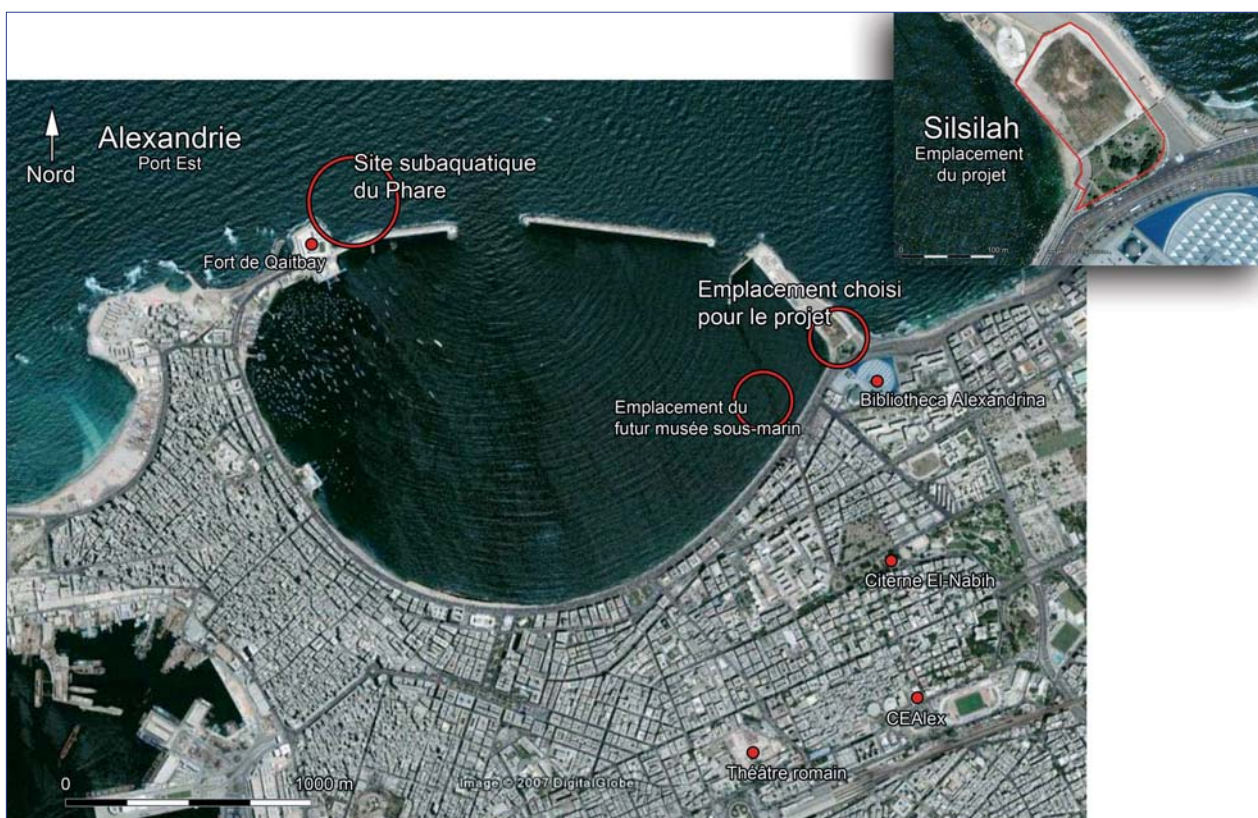 Nord
Alexandrie
Port Est
Site subaquatique
du Phare
Fort de Qaitbay
Silsilah
Emplacement
du projet
0
100 m
Emplacement choisi
pour le projet
Emplacement du
futur musée sous-marin
Bibliotheca Alexandrina
Citerne El-Nabih
CEAlex
Théâtre romain
0
1000 m
Image © 2007 DigitalGlobe